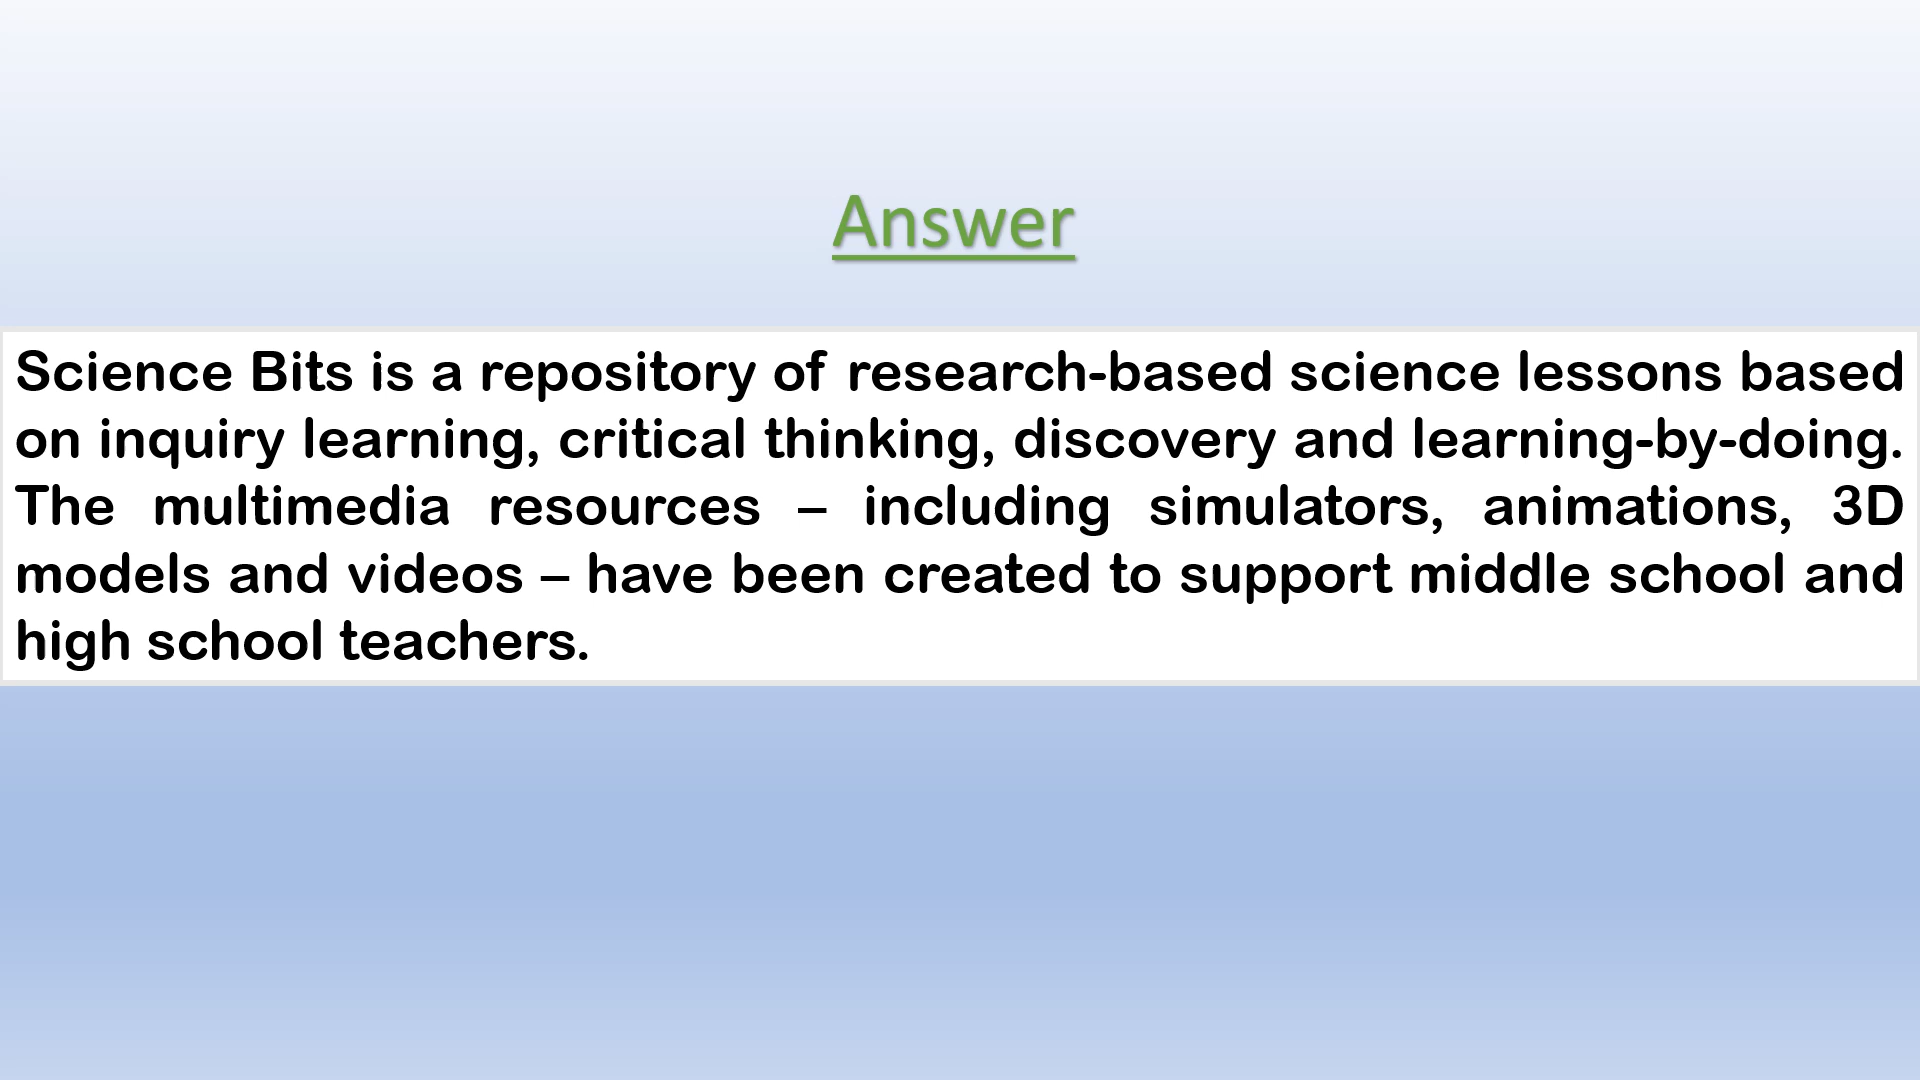 Answer
Science Bits is a repository of research-based science lessons based
on inquiry learning, critical thinking, discovery and learning-by-doing.
The multimedia resources – including simulators, animations, 3D
models and videos – have been created to support middle school and
high school teachers.